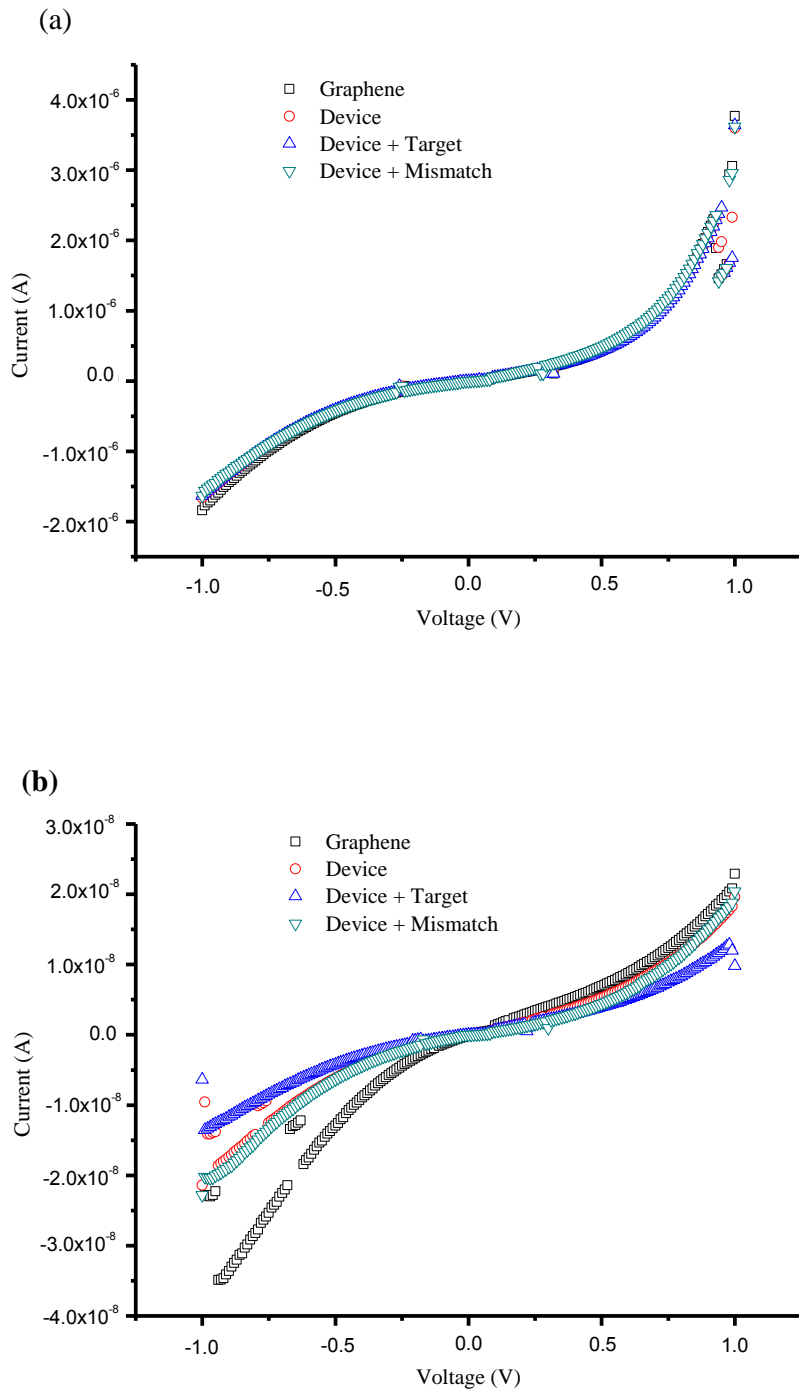 (a)
Graphene
Device
Device + Target
Device + Mismatch
4.0x10⁻⁶
3.0x10⁻⁶
2.0x10⁻⁶
1.0x10⁻⁶
0.0
-1.0x10⁻⁶
-2.0x10⁻⁶
Current (A)
-1.0
-0.5
0.0
0.5
1.0
Voltage (V)
(b)
Graphene
Device
Device + Target
Device + Mismatch
3.0x10⁻⁸
2.0x10⁻⁸
1.0x10⁻⁸
0.0
-1.0x10⁻⁸
-2.0x10⁻⁸
-3.0x10⁻⁸
-4.0x10⁻⁸
Current (A)
-1.0
-0.5
0.0
0.5
1.0
Voltage (V)